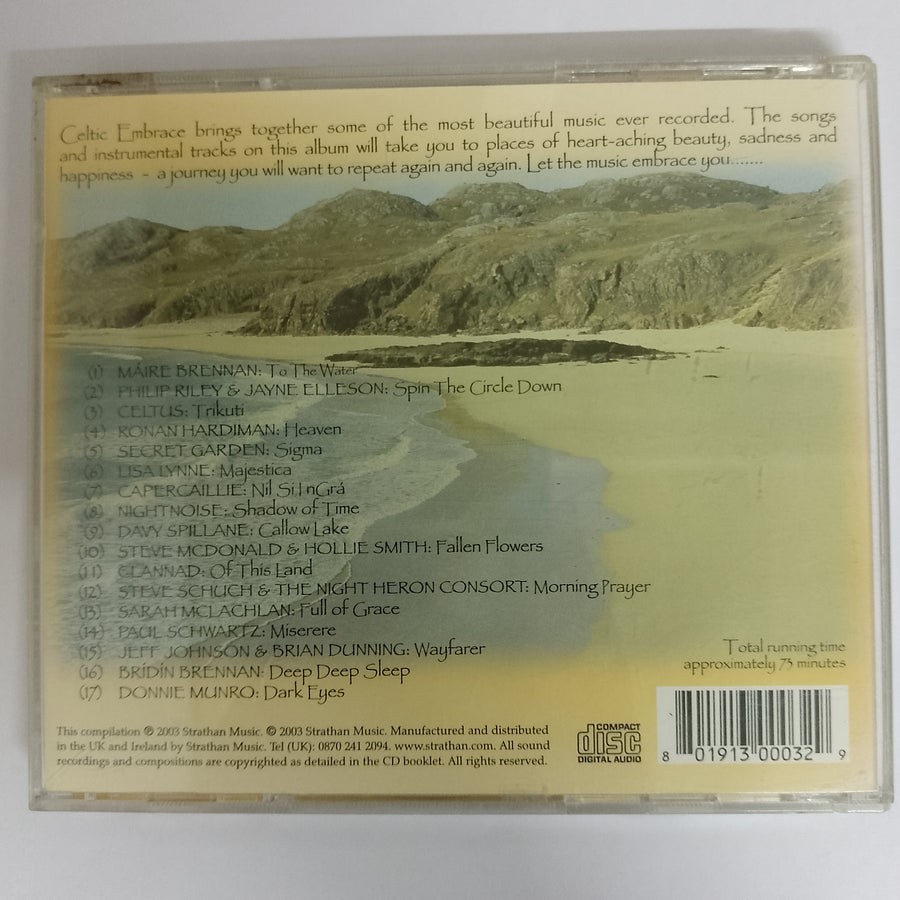 Celtic Embrace brings together some of the most beautiful music ever recorded. The songs
and instrumental tracks on this album will take you to places of heart-aching beauty, sadness and
happiness - a journey you will want to repeat again and again. Let the music embrace you.......
(1) MÁIRE BRENNAN: To The Water
(2) PHILIP RILEY & JAYNE ELLESON: Spin The Circle Down
(3) CELTUS: Trikuti
(4) RONAN HARDIMAN: Heaven
(5) SECRET GARDEN: Sigma
(6) LISA LYNNE: Majestica
(7) CAPERCAILLIE: Nil Sí I nGrá
(8) NIGHTNOISE: Shadow of Time
(9) DAVY SPILLANE: Callow Lake
(10) STEVE MCDONALD & HOLLIE SMITH: Fallen Flowers
(11) CLANNAD: Of This Land
(12) STEVE SCHUCH & THE NIGHT HERON CONSORT: Morning Prayer
(13) SARAH MCLACHLAN: Full of Grace
(14) PAUL SCHWARTZ: Miserere
(15) JEFF JOHNSON & BRIAN DUNNING: Wayfarer
(16) BRÍDÍN BRENNAN: Deep Deep Sleep
(17) DONNIE MUNRO: Dark Eyes
Total running time
approximately 73 minutes
This compilation ℗ 2003 Strathan Music. © 2003 Strathan Music. Manufactured and distributed
in the UK and Ireland by Strathan Music. Tel (UK): 0870 241 2094. www.strathan.com. All sound
recordings and compositions are copyrighted as detailed in the CD booklet. All rights reserved.
COMPACT
disc
DIGITAL AUDIO
8 01913 00032 9